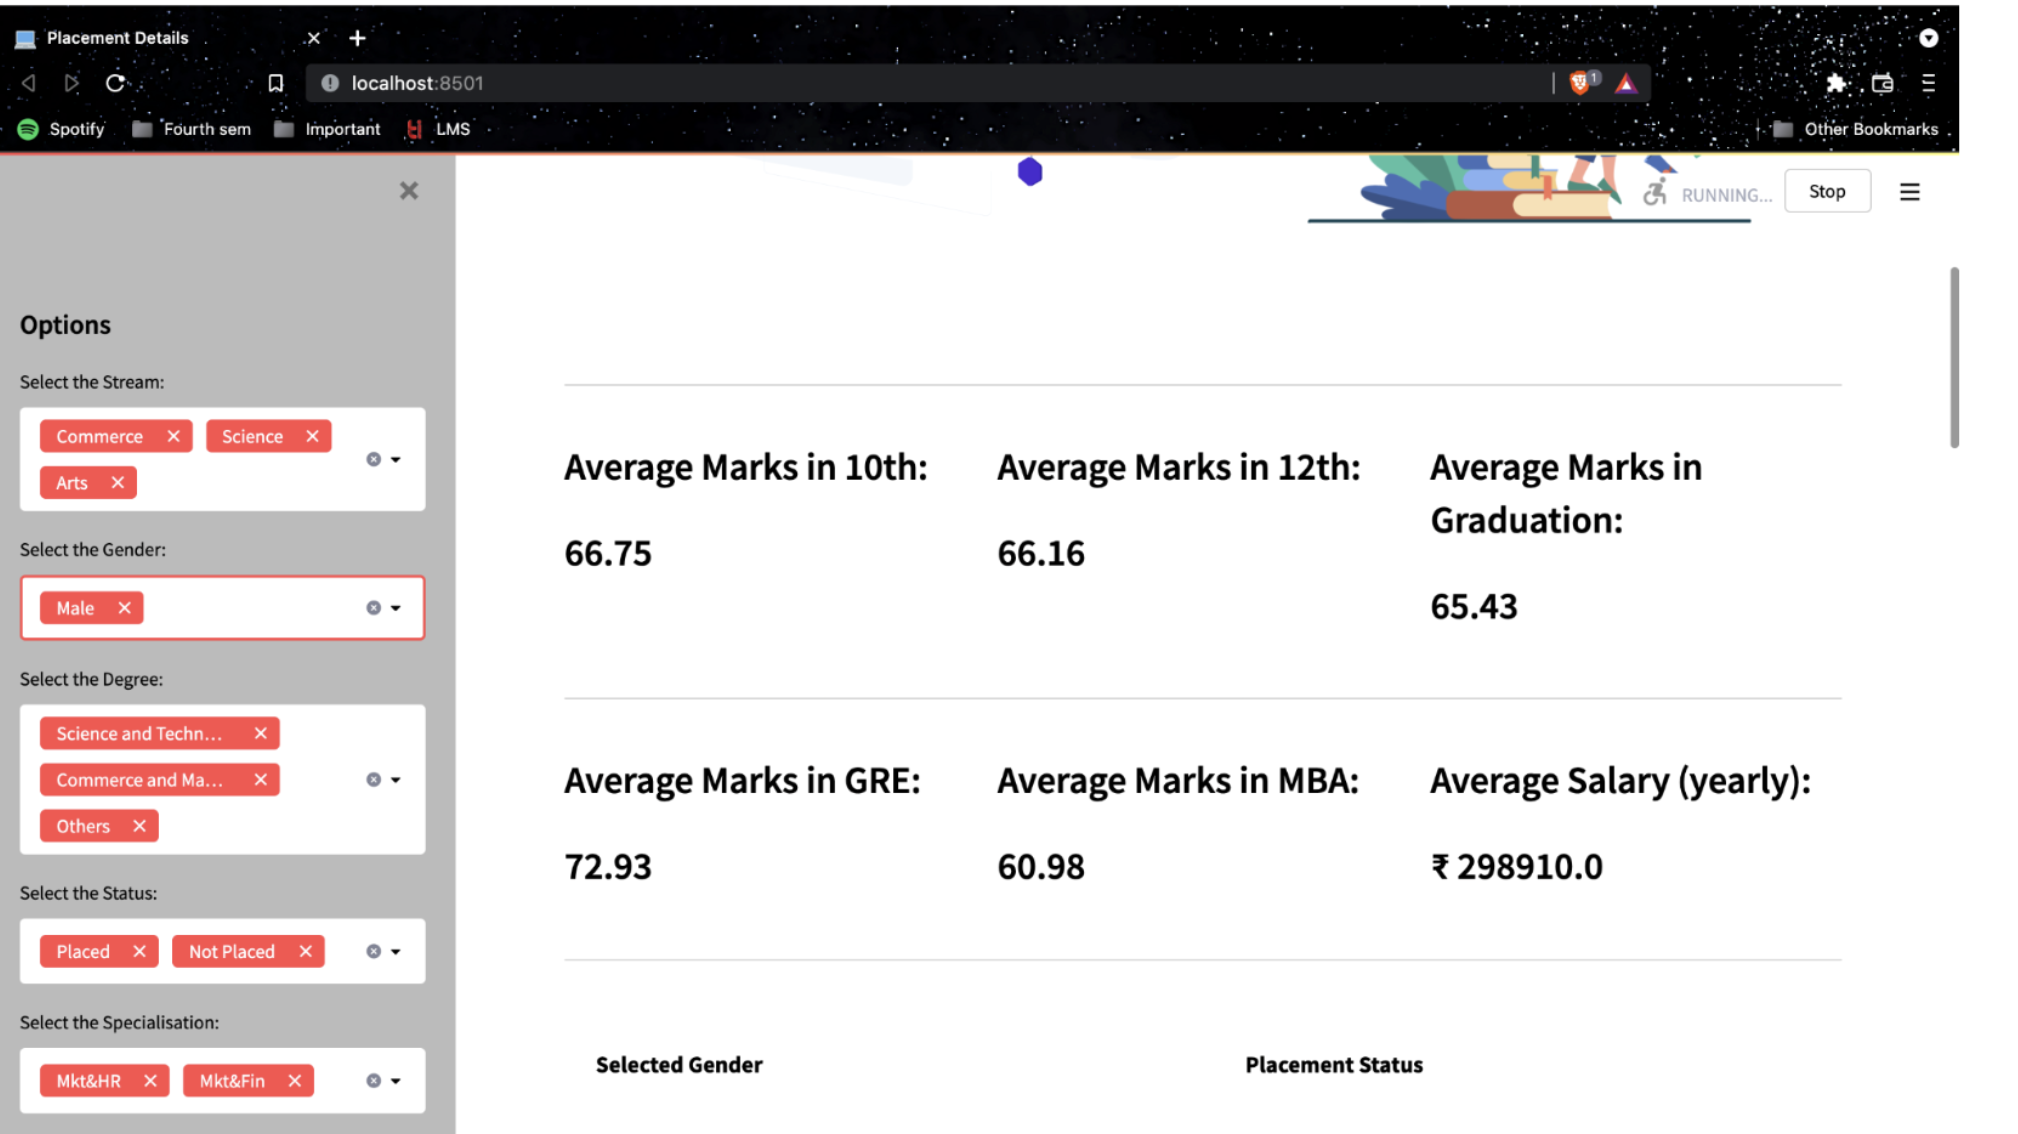 Placement Details
localhost:8501
1
Spotify
Fourth sem
Important
LMS
Other Bookmarks
RUNNING...
Stop
Options
Select the Stream:
Commerce
Science
Arts
Select the Gender:
Male
Select the Degree:
Science and Techn...
Commerce and Ma...
Others
Select the Status:
Placed
Not Placed
Select the Specialisation:
Mkt&HR
Mkt&Fin
Average Marks in 10th:
66.75
Average Marks in 12th:
66.16
Average Marks in
Graduation:
65.43
Average Marks in GRE:
72.93
Average Marks in MBA:
60.98
Average Salary (yearly):
₹ 298910.0
Selected Gender
Placement Status